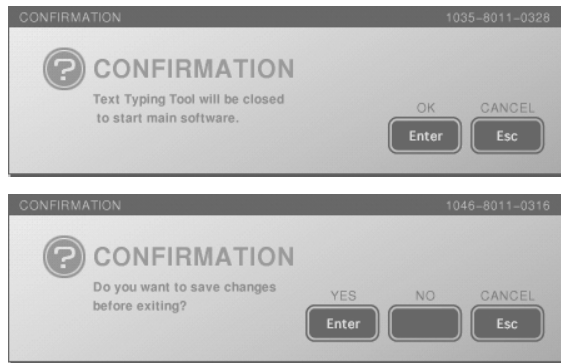 CONFIRMATION 1035-8011-0328
? CONFIRMATION
Text Typing Tool will be closed
to start main software.
OK CANCEL
Enter Esc
CONFIRMATION 1046-8011-0316
? CONFIRMATION
Do you want to save changes
before exiting?
YES NO CANCEL
Enter Esc